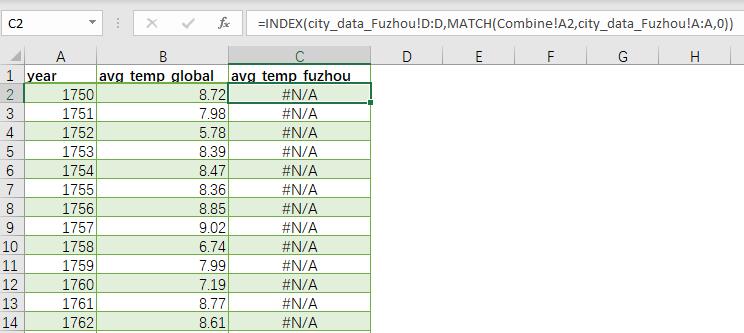 C2 fx =INDEX(city_data_Fuzhou!D:D,MATCH(Combine!A2,city_data_Fuzhou!A:A,0))
A B C D E F G H
1 year avg_temp_global avg_temp_fuzhou
2 1750 8.72 #N/A
3 1751 7.98 #N/A
4 1752 5.78 #N/A
5 1753 8.39 #N/A
6 1754 8.47 #N/A
7 1755 8.36 #N/A
8 1756 8.85 #N/A
9 1757 9.02 #N/A
10 1758 6.74 #N/A
11 1759 7.99 #N/A
12 1760 7.19 #N/A
13 1761 8.77 #N/A
14 1762 8.61 #N/A